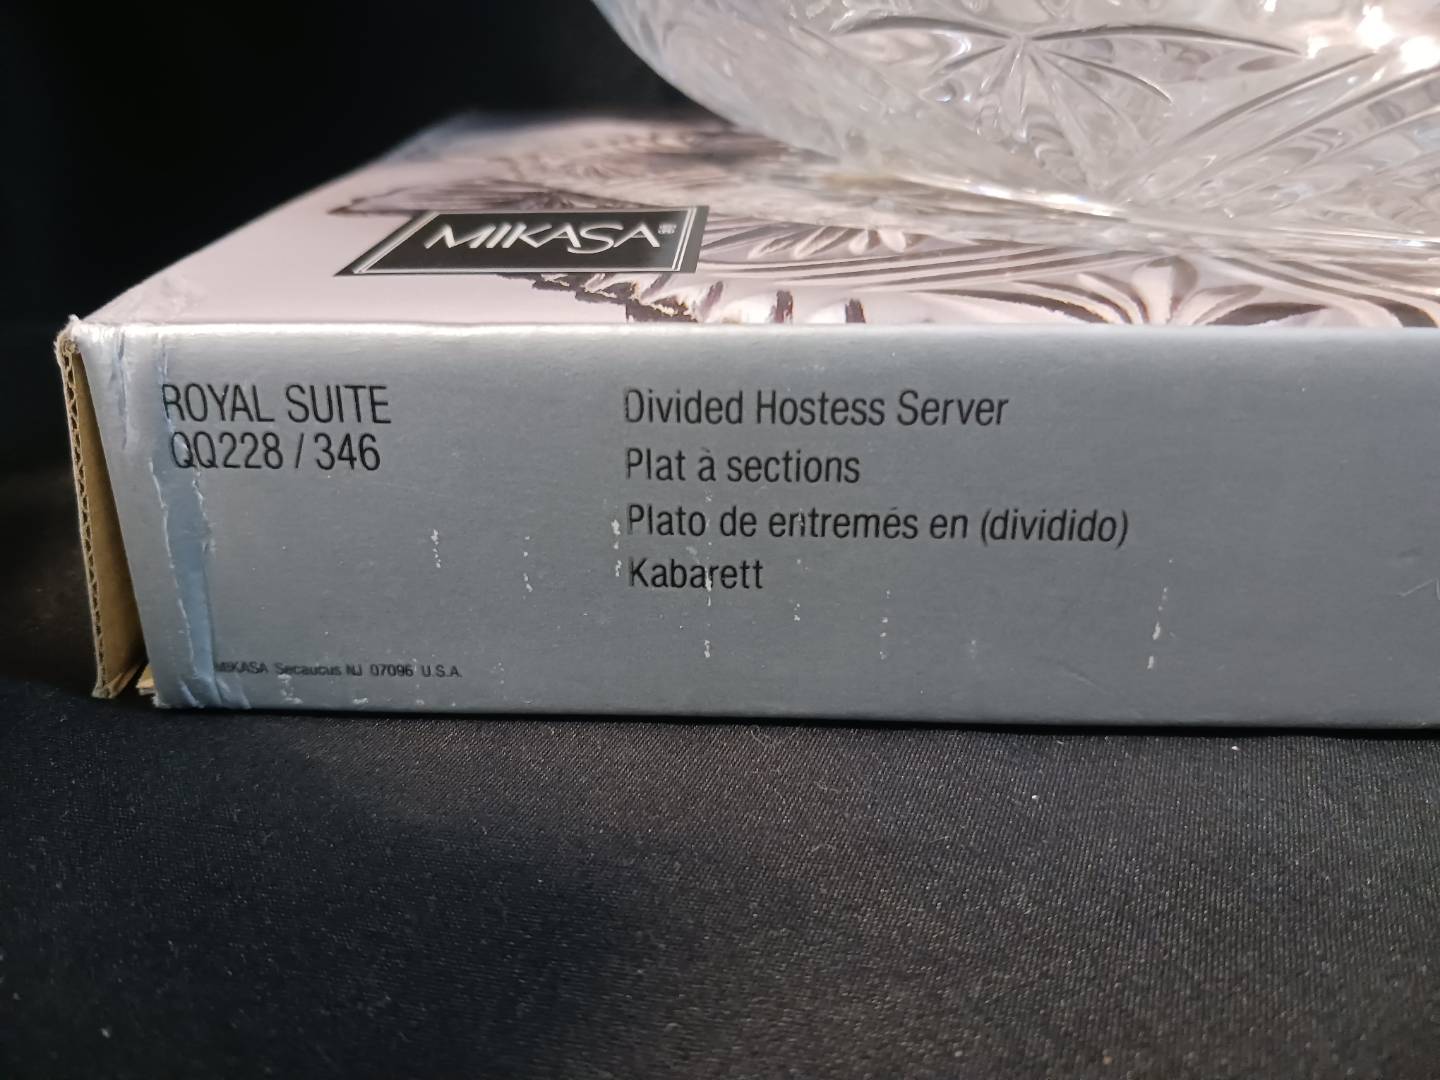 MIKASA®
ROYAL SUITE
QQ228 / 346
Divided Hostess Server
Plat à sections
Plato de entremés en (dividido)
Kabarett
MIKASA Secaucus NJ 07096 U.S.A.